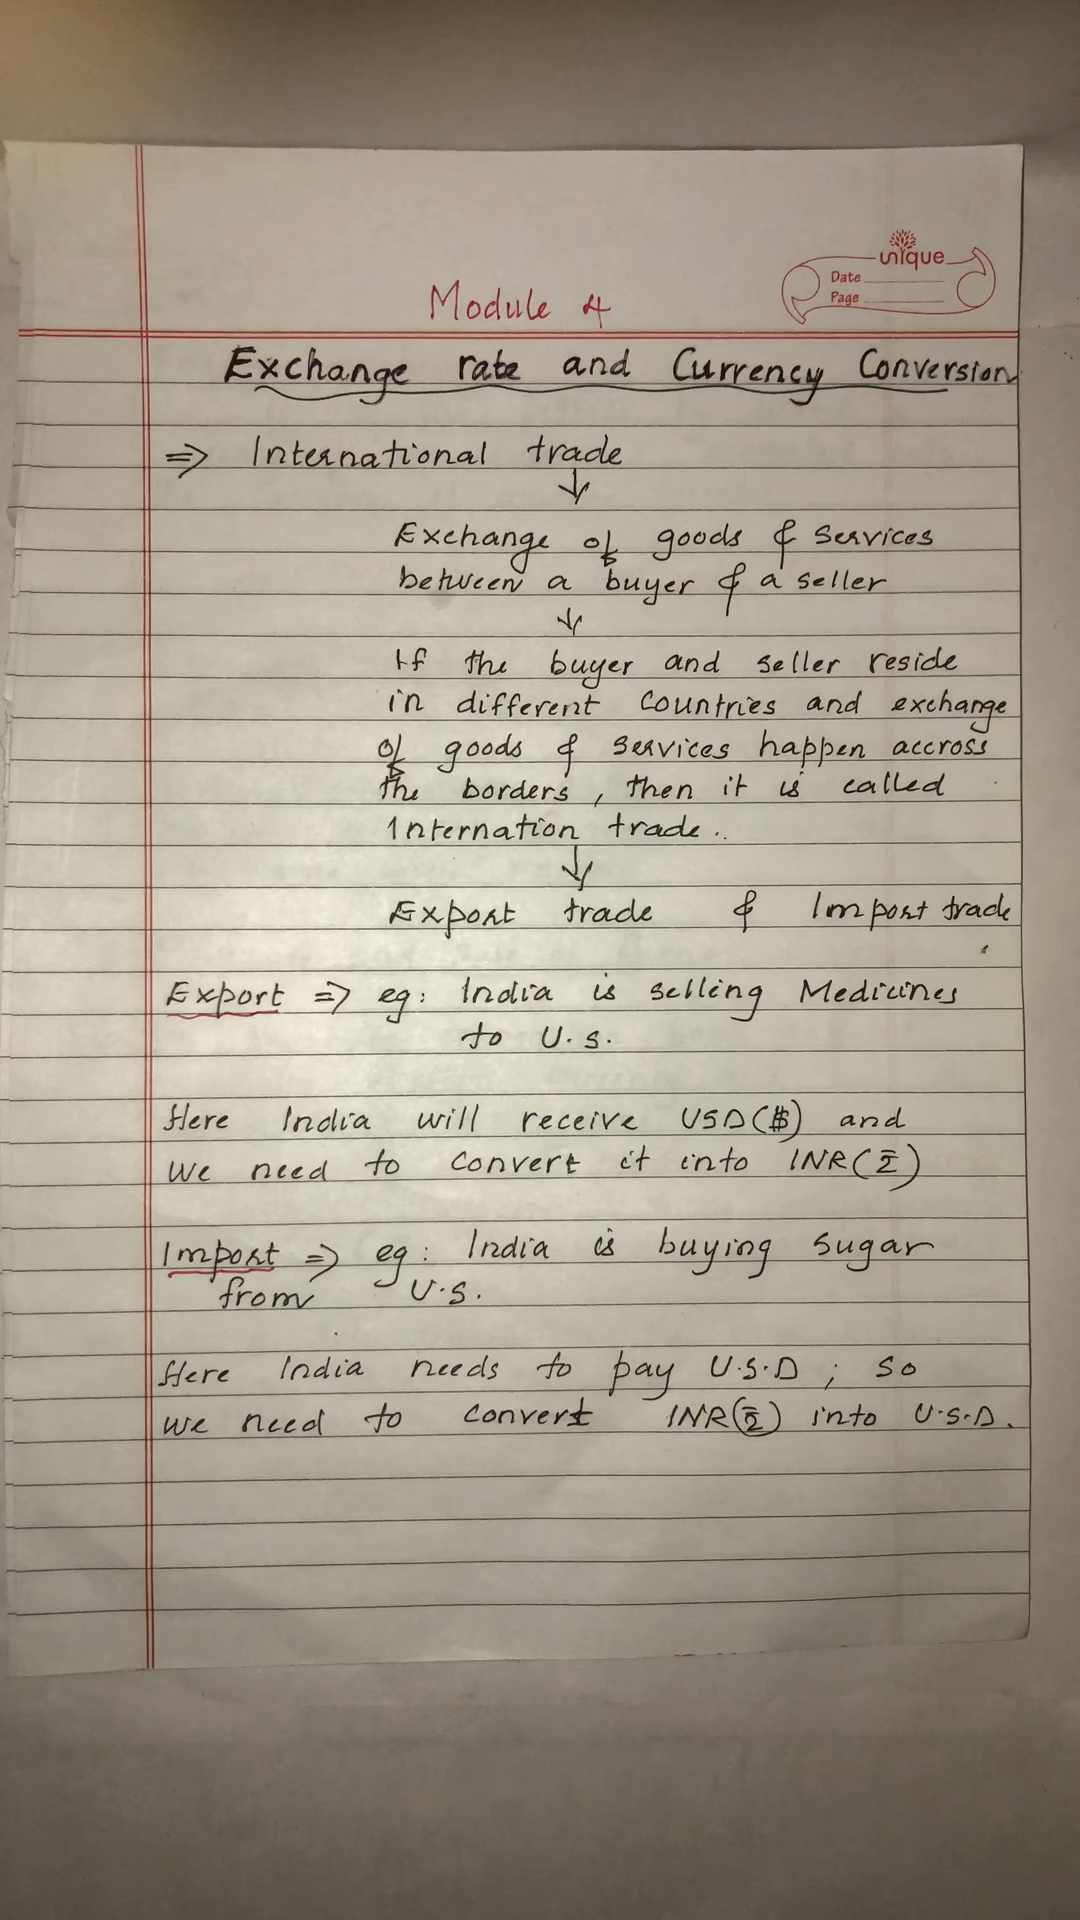 unique
Date
Page
Module 4
Exchange rate and Currency Conversion
⇒ International trade
↓
Exchange of goods & services
between a buyer & a seller
↓
If the buyer and seller reside
in different Countries and exchange
of goods & services happen accross
the borders, then it is called
Internation trade..
↓
Export trade & Import trade
Export ⇒ eg: India is selling Medicines
to U.S.
Here India will receive USD($) and
we need to convert it into INR(₹)
Import ⇒ eg: India is buying sugar
from U.S.
Here India needs to pay U.S.D ; so
we need to convert INR(₹) into U.S.D.